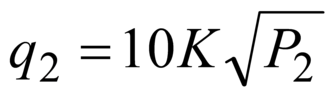 q₂ = 10K√P₂